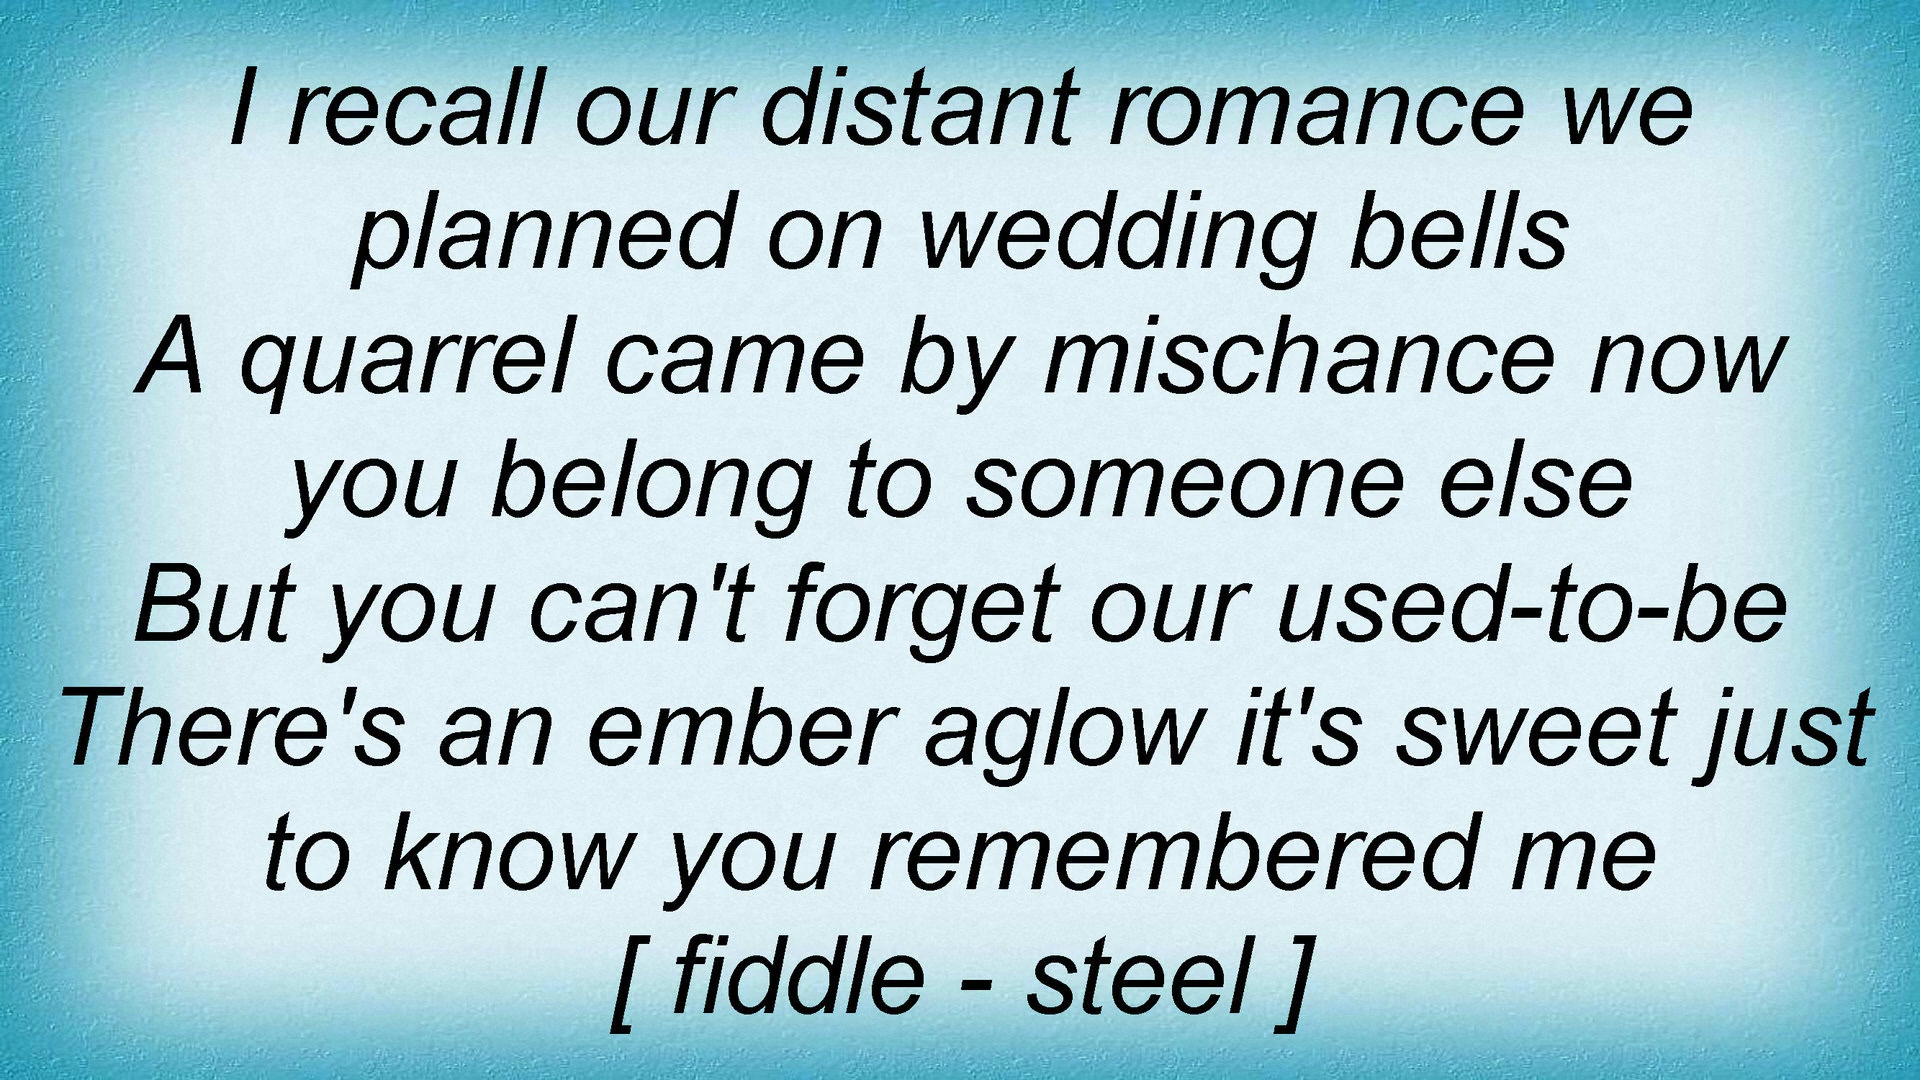 I recall our distant romance we
planned on wedding bells
A quarrel came by mischance now
you belong to someone else
But you can't forget our used-to-be
There's an ember aglow it's sweet just
to know you remembered me
[ fiddle - steel ]